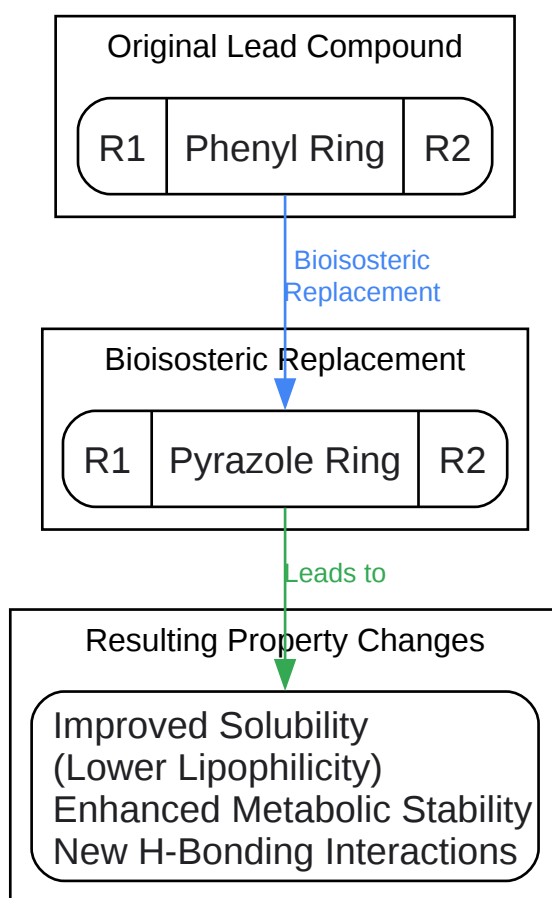 Original Lead Compound
R1 Phenyl Ring R2
Bioisosteric
Replacement
Bioisosteric Replacement
R1 Pyrazole Ring R2
Leads to
Resulting Property Changes
Improved Solubility
(Lower Lipophilicity)
Enhanced Metabolic Stability
New H-Bonding Interactions